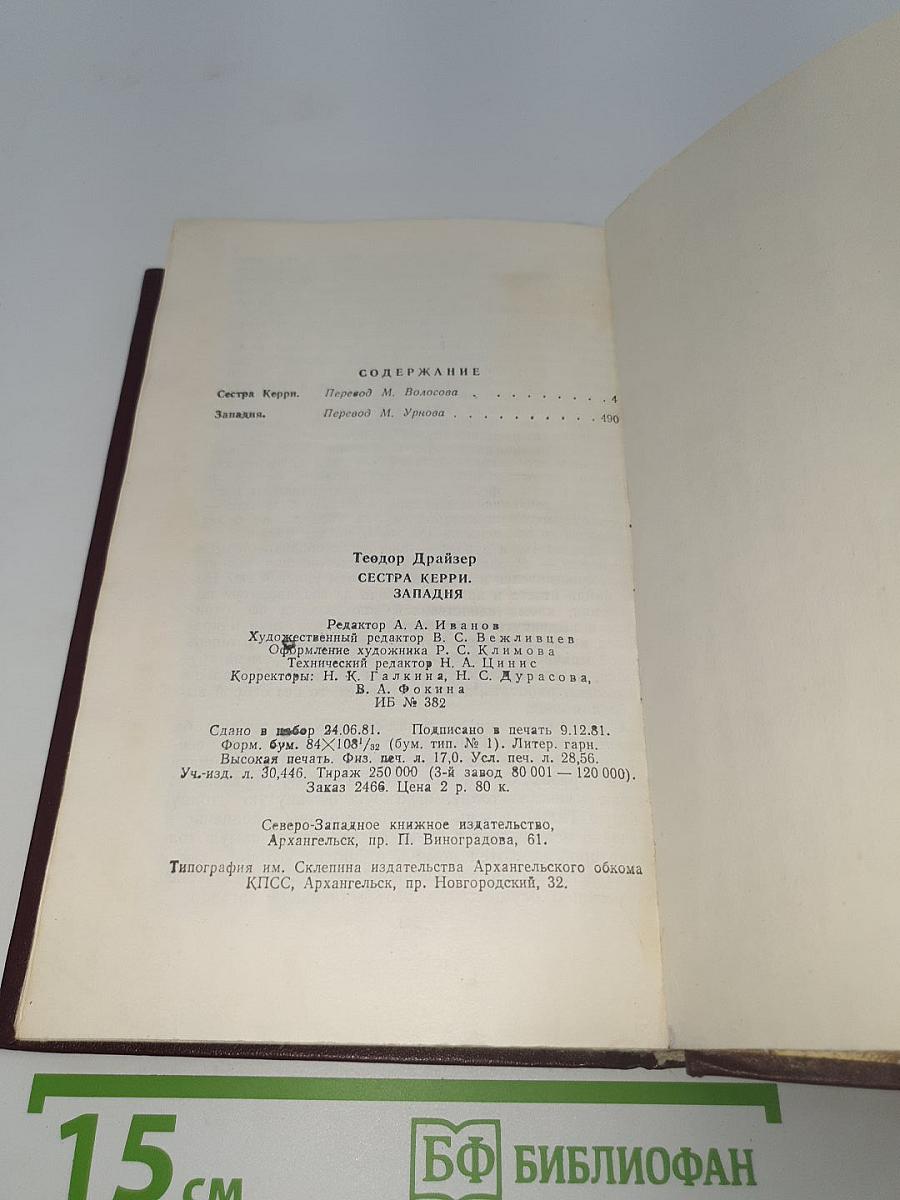 СОДЕРЖАНИЕ
Сестра Керри. Перевод М. Волосова . . . . . . . . . 4
Западня. Перевод М. Урнова . . . . . . . . . . 490
Теодор Драйзер
СЕСТРА КЕРРИ.
ЗАПАДНЯ
Редактор А. А. Иванов
Художественный редактор В. С. Вежливцев
Оформление художника Р. С. Климова
Технический редактор Н. А. Цинис
Корректоры: Н. К. Галкина, Н. С. Дурасова,
В. А. Фокина
ИБ № 382
Сдано в набор 24.06.81. Подписано в печать 9.12.81.
Форм. бум. 84×108¹/₃₂ (бум. тип. № 1). Литер. гарн.
Высокая печать. Физ. печ. л. 17,0. Усл. печ. л. 28,56.
Уч.-изд. л. 30,446. Тираж 250 000 (3-й завод 80 001 — 120 000).
Заказ 2466. Цена 2 р. 80 к.
Северо-Западное книжное издательство,
Архангельск, пр. П. Виноградова, 61.
Типография им. Склепина издательства Архангельского обкома
КПСС, Архангельск, пр. Новгородский, 32.
15 см
БФ БИБЛИОФАН